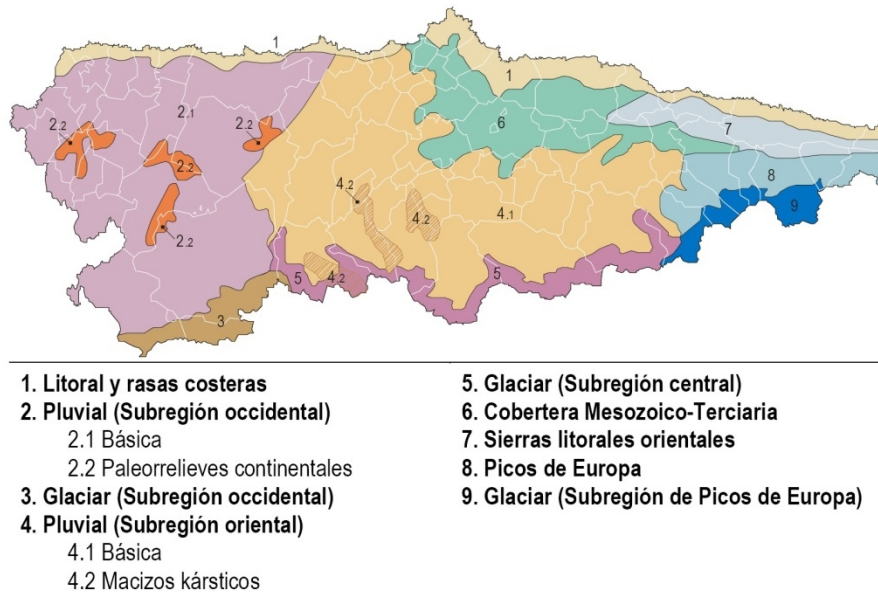 1
1
2.1
2.2
2.2
6
7
2.2
8
4.2
9
4.2
4.1
2.2
5
4.2
5
3
1. Litoral y rasas costeras
2. Pluvial (Subregión occidental)
2.1 Básica
2.2 Paleorrelieves continentales
3. Glaciar (Subregión occidental)
4. Pluvial (Subregión oriental)
4.1 Básica
4.2 Macizos kársticos
5. Glaciar (Subregión central)
6. Cobertera Mesozoico-Terciaria
7. Sierras litorales orientales
8. Picos de Europa
9. Glaciar (Subregión de Picos de Europa)